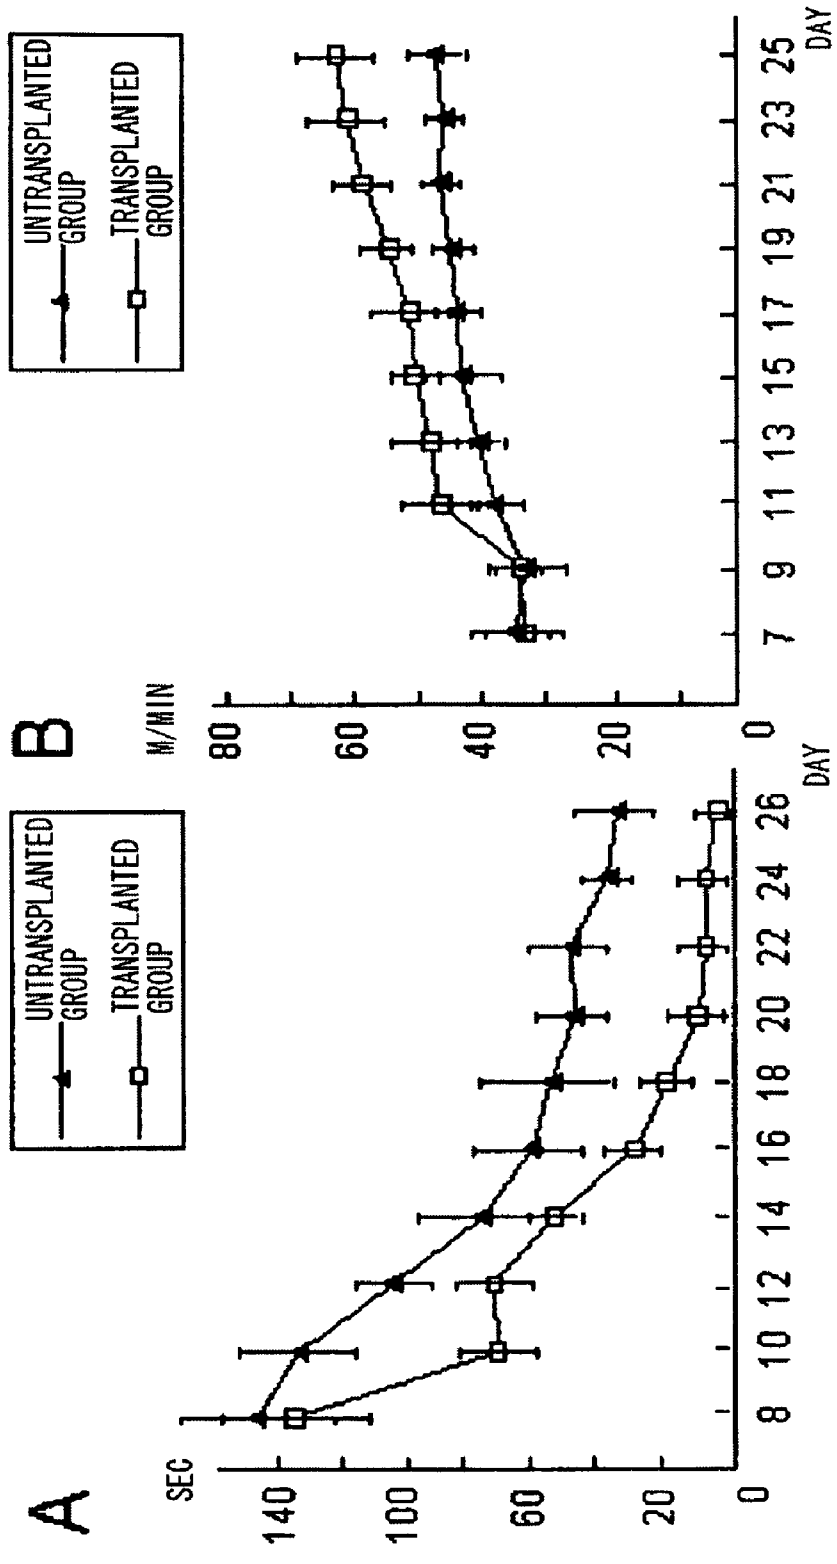 A
SEC
140
100
60
20
0
8 10 12 14 16 18 20 22 24 26
DAY
UNTRANSPLANTED
GROUP
TRANSPLANTED
GROUP
B
M/MIN
80
60
40
20
0
7 9 11 13 15 17 19 21 23 25
DAY
UNTRANSPLANTED
GROUP
TRANSPLANTED
GROUP